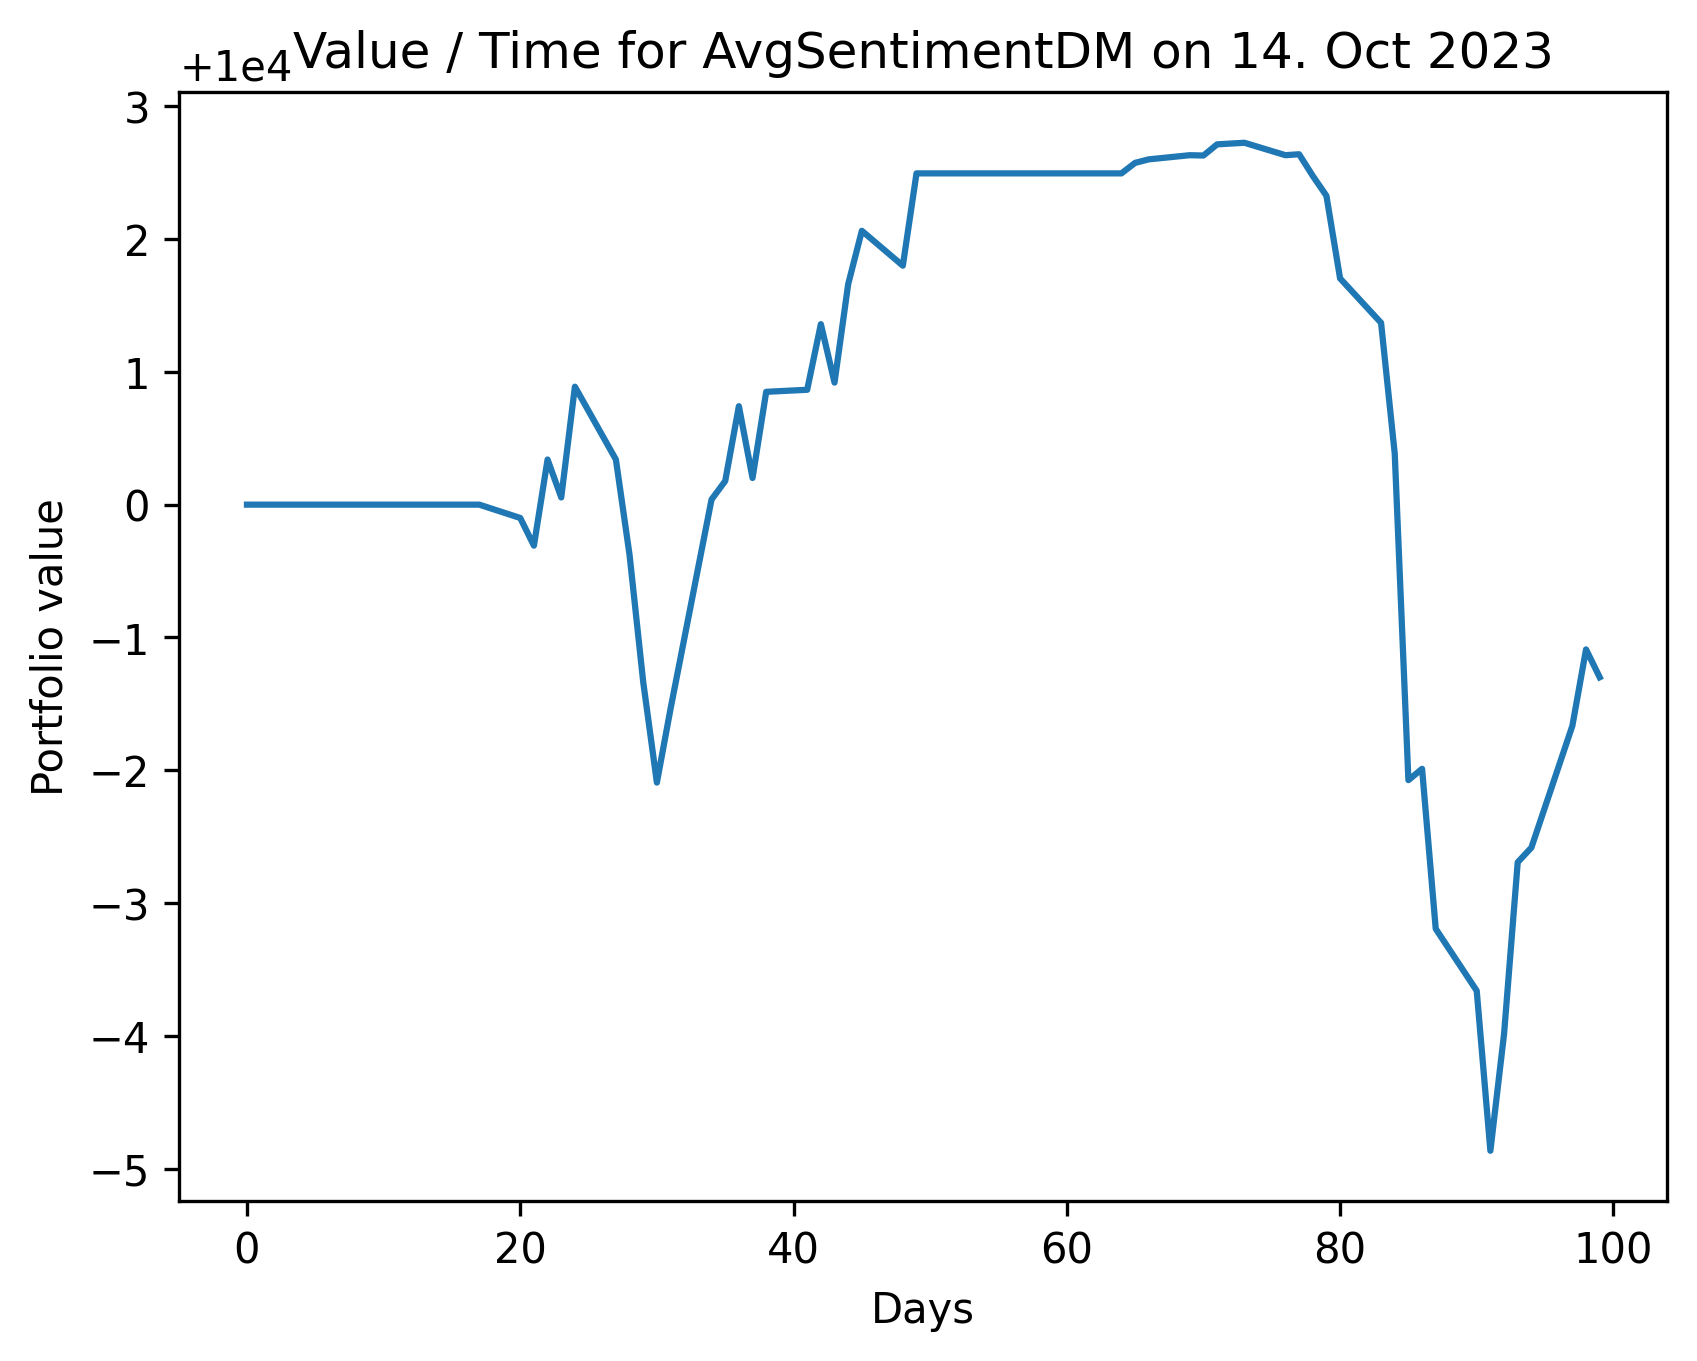 Value / Time for AvgSentimentDM on 14. Oct 2023
+1e4
3
2
1
0
−1
−2
−3
−4
−5
Portfolio value
0 20 40 60 80 100
Days